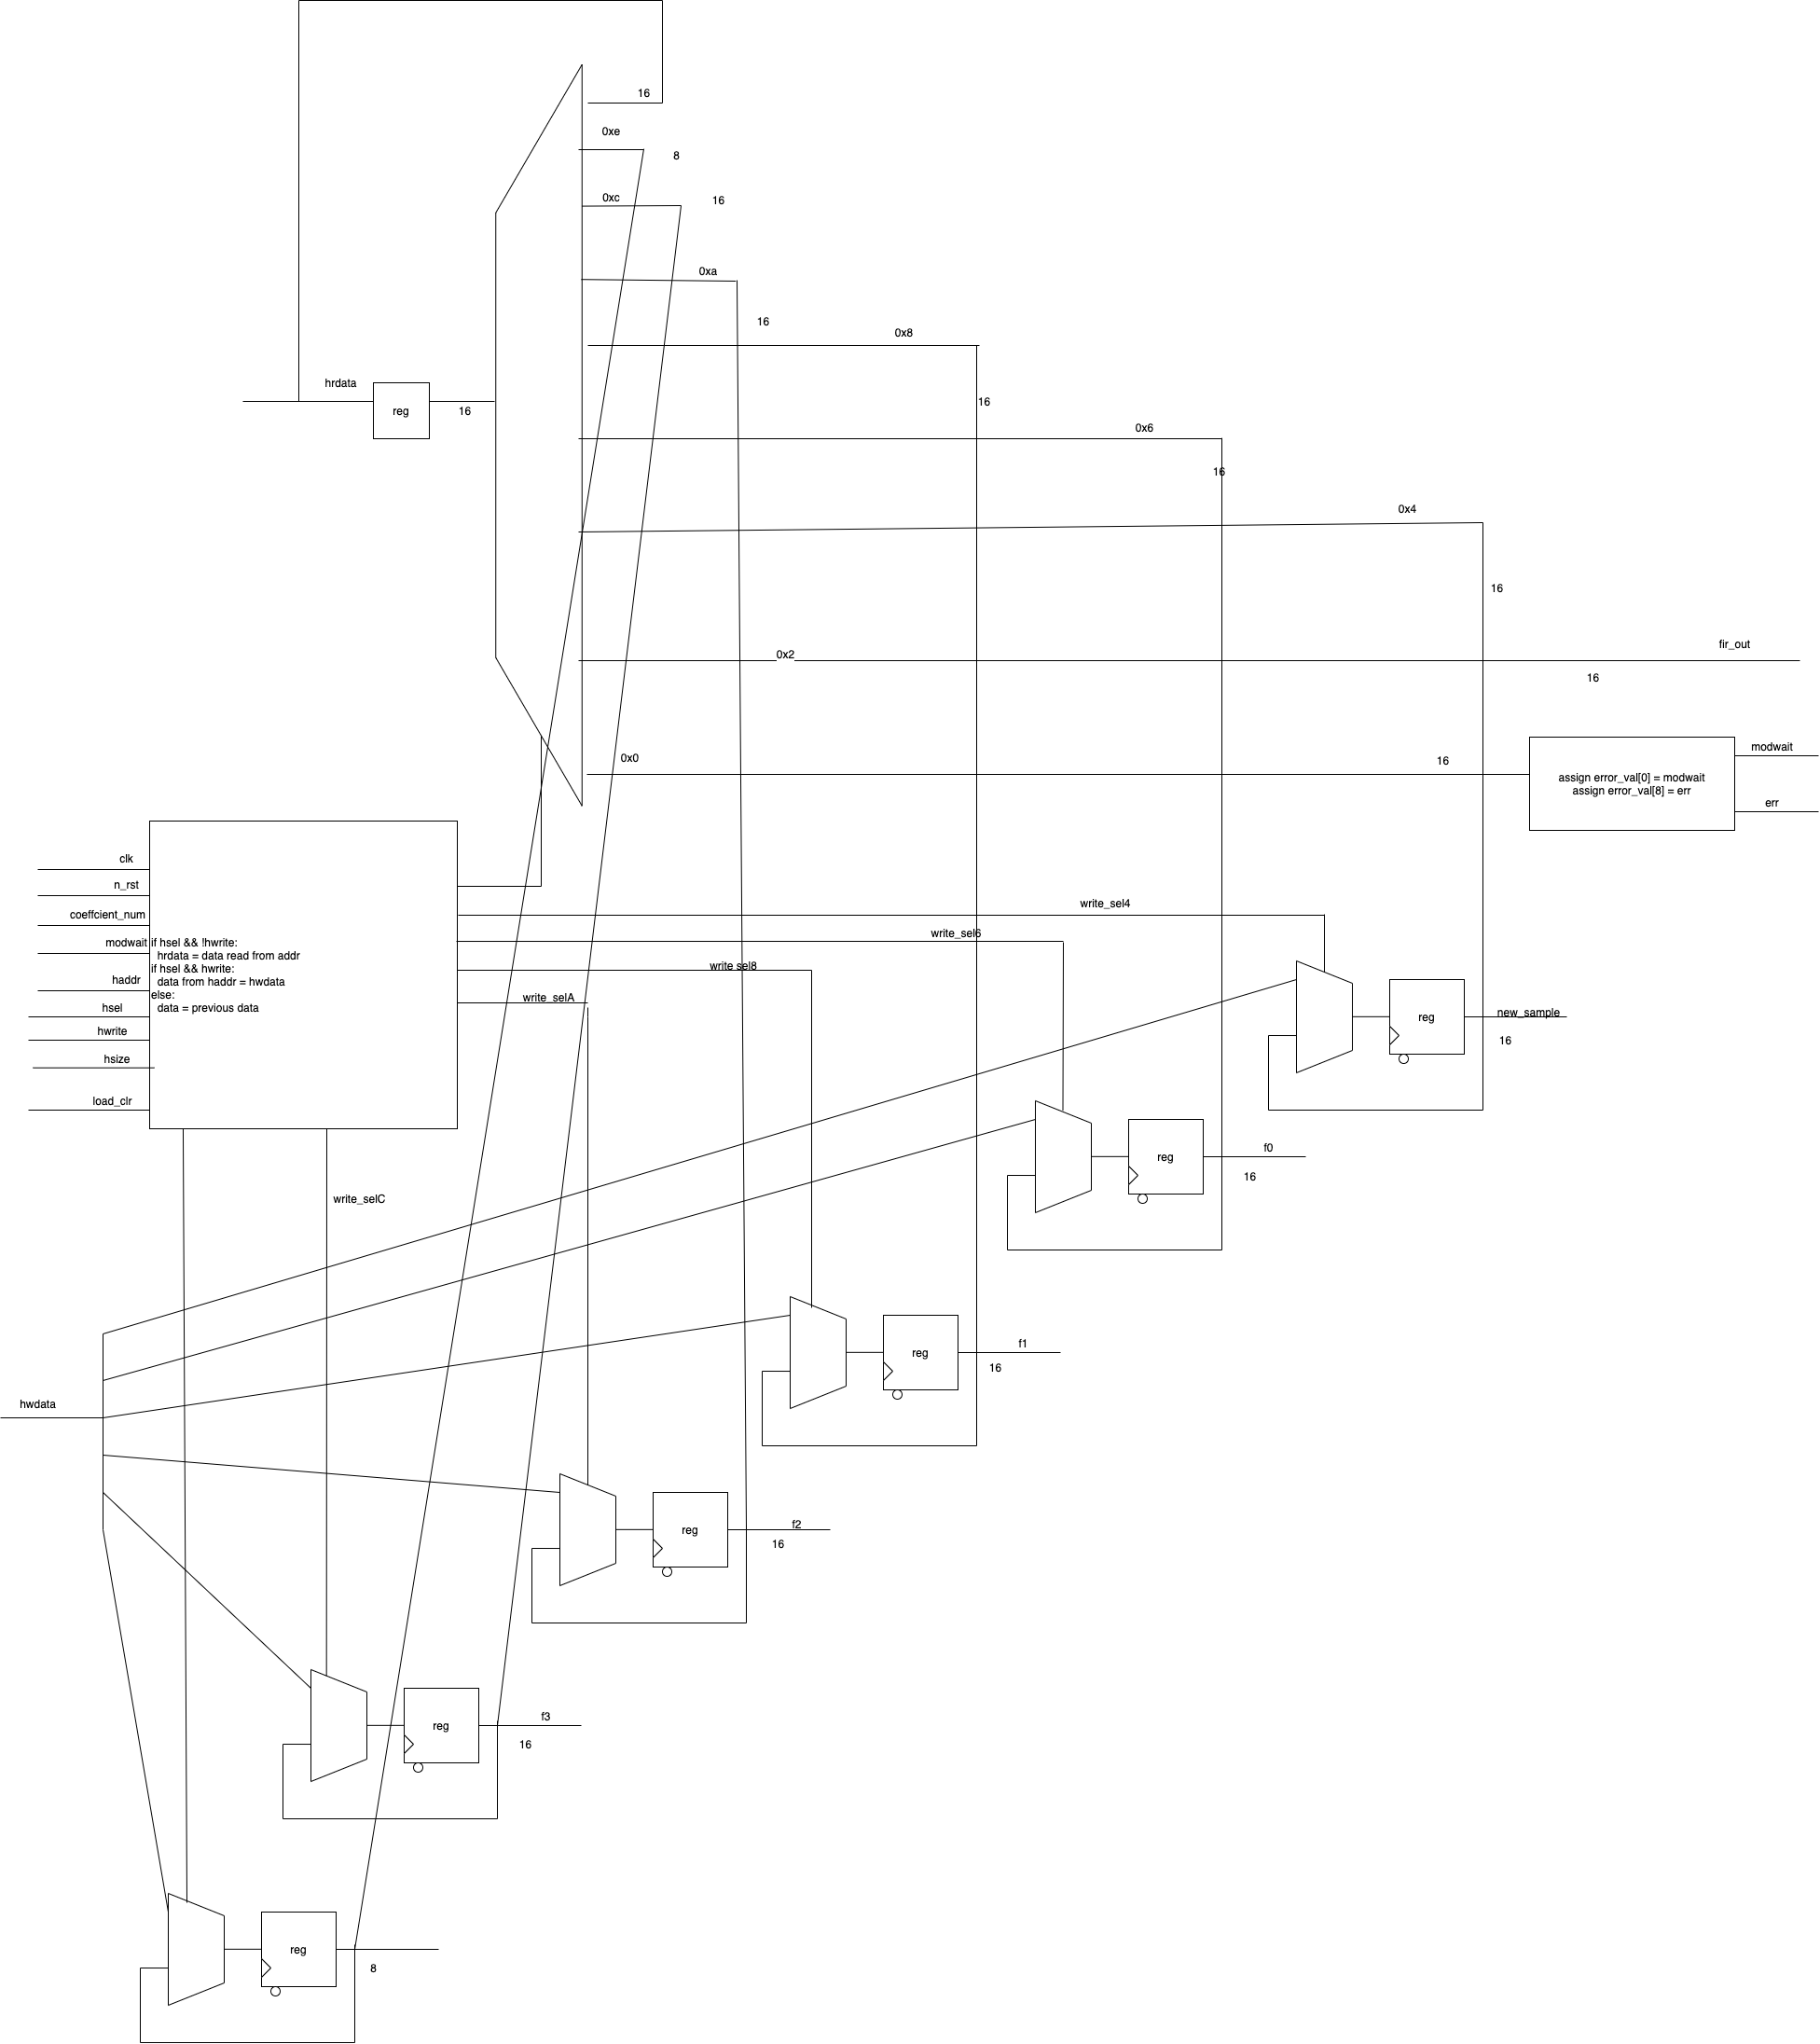 16
0xe
8
0xc
16
0xa
16
0x8
hrdata
reg
16
16
0x6
16
0x4
16
0x2
fir_out
16
0x0
16
modwait
assign error_val[0] = modwait
assign error_val[8] = err
err
clk
n_rst
coeffcient_num
modwait
haddr
hsel
hwrite
hsize
load_clr
if hsel && !hwrite:
hrdata = data read from addr
if hsel && hwrite:
data from haddr = hwdata
else:
data = previous data
write_sel4
write_sel6
write sel8
write_selA
reg
new_sample
16
reg
f0
16
write_selC
reg
f1
16
hwdata
reg
f2
16
reg
f3
16
reg
8